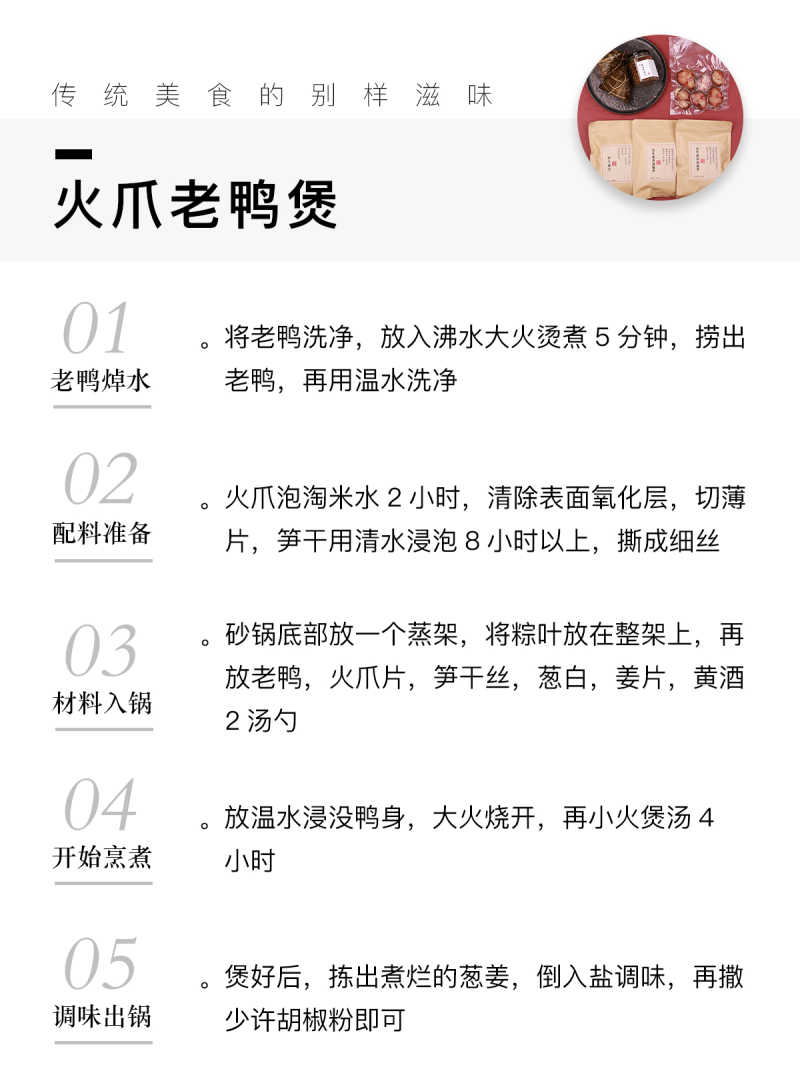 传统美食的别样滋味
火爪老鸭煲
01
老鸭焯水
。将老鸭洗净，放入沸水大火烫煮 5 分钟，捞出
老鸭，再用温水洗净
02
配料准备
。火爪泡淘米水 2 小时，清除表面氧化层，切薄
片，笋干用清水浸泡 8 小时以上，撕成细丝
03
材料入锅
。砂锅底部放一个蒸架，将粽叶放在整架上，再
放老鸭，火爪片，笋干丝，葱白，姜片，黄酒
2 汤勺
04
开始烹煮
。放温水浸没鸭身，大火烧开，再小火煲汤 4
小时
05
调味出锅
。煲好后，拣出煮烂的葱姜，倒入盐调味，再撒
少许胡椒粉即可